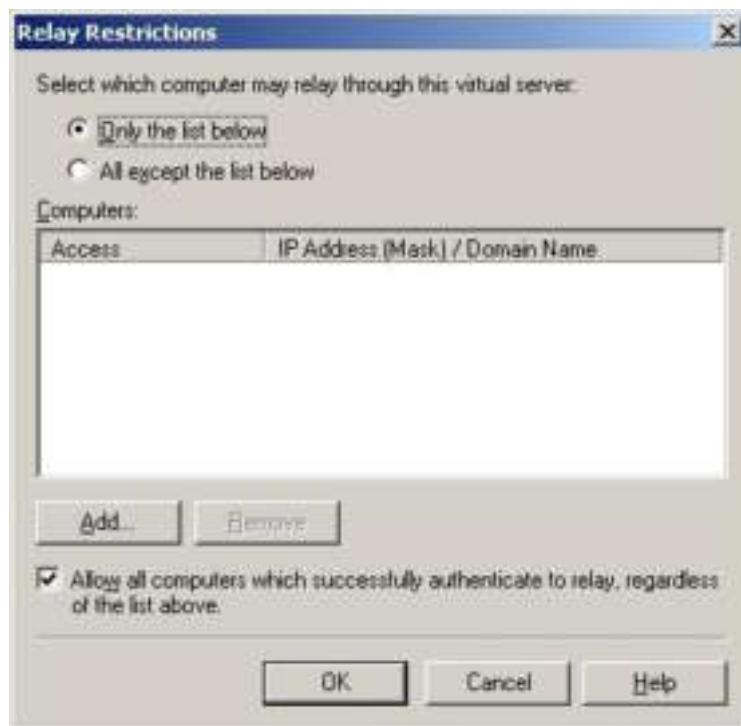 Relay Restrictions
Select which computer may relay through this virtual server:
Only the list below
All except the list below
Computers:
Access IP Address (Mask) / Domain Name
Add... Remove
Allow all computers which successfully authenticate to relay, regardless
of the list above.
OK Cancel Help